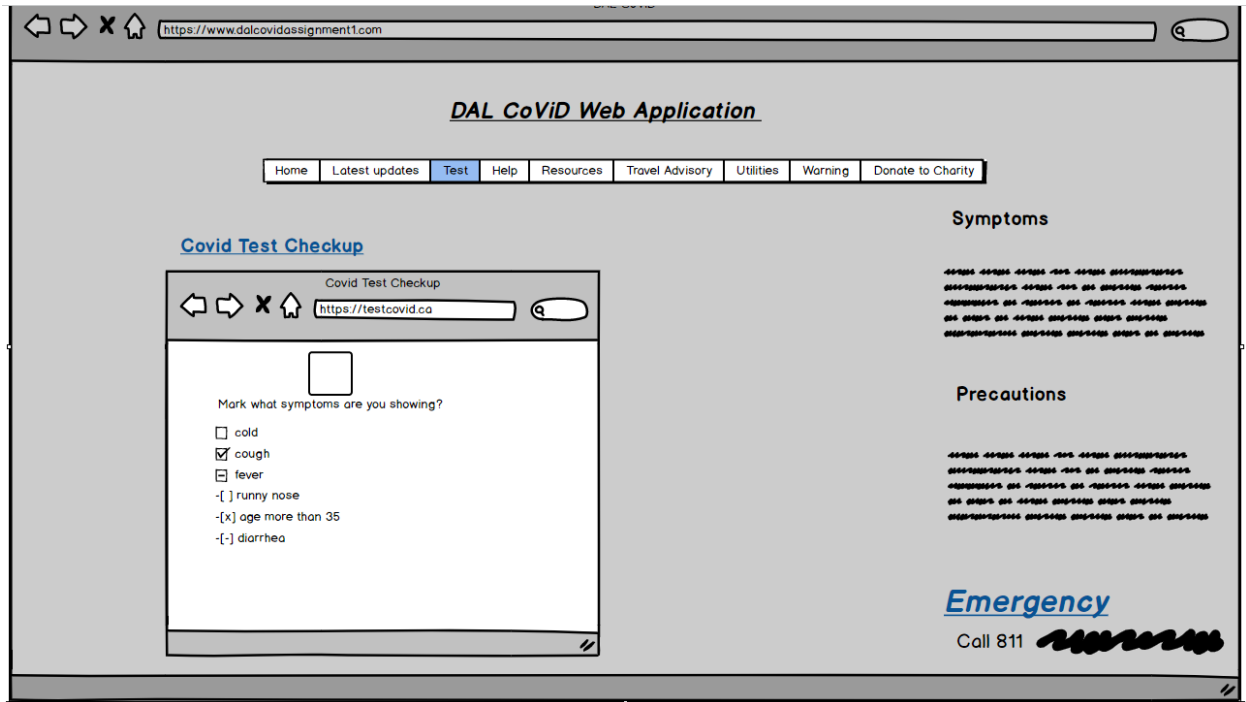 https://www.dalcovidassignment1.com
DAL CoViD Web Application
Home Latest updates Test Help Resources Travel Advisory Utilities Warning Donate to Charity
Symptoms
Covid Test Checkup
Covid Test Checkup
https://testcovid.ca
Mark what symptoms are you showing?
cold
cough
fever
-[ ] runny nose
-[x] age more than 35
-[-] diarrhea
Precautions
Emergency
Call 811